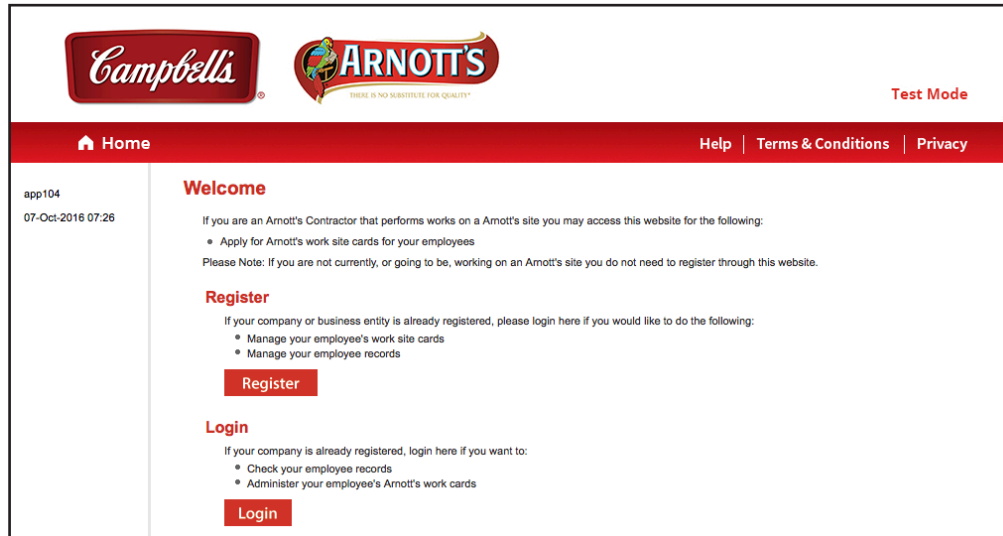 Campbell's
ARNOTT'S
THERE IS NO SUBSTITUTE FOR QUALITY
Test Mode
Home
Help | Terms & Conditions | Privacy
app104
07-Oct-2016 07:26
Welcome
If you are an Arnott's Contractor that performs works on a Arnott's site you may access this website for the following:
• Apply for Arnott's work site cards for your employees
Please Note: If you are not currently, or going to be, working on an Arnott's site you do not need to register through this website.
Register
If your company or business entity is already registered, please login here if you would like to do the following:
• Manage your employee's work site cards
• Manage your employee records
Register
Login
If your company is already registered, login here if you want to:
• Check your employee records
• Administer your employee's Arnott's work cards
Login